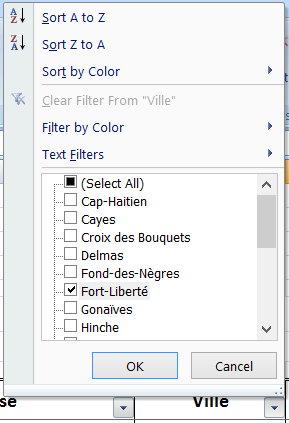 Sort A to Z
Sort Z to A
Sort by Color
Clear Filter From "Ville"
Filter by Color
Text Filters
(Select All)
Cap-Haitien
Cayes
Croix des Bouquets
Delmas
Fond-des-Nègres
Fort-Liberté
Gonaïves
Hinche
OK Cancel
se Ville